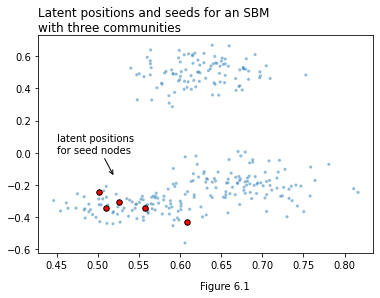 Latent positions and seeds for an SBM
with three communities
0.6
0.4
0.2
0.0
−0.2
−0.4
−0.6
latent positions
for seed nodes
0.45 0.50 0.55 0.60 0.65 0.70 0.75 0.80
Figure 6.1